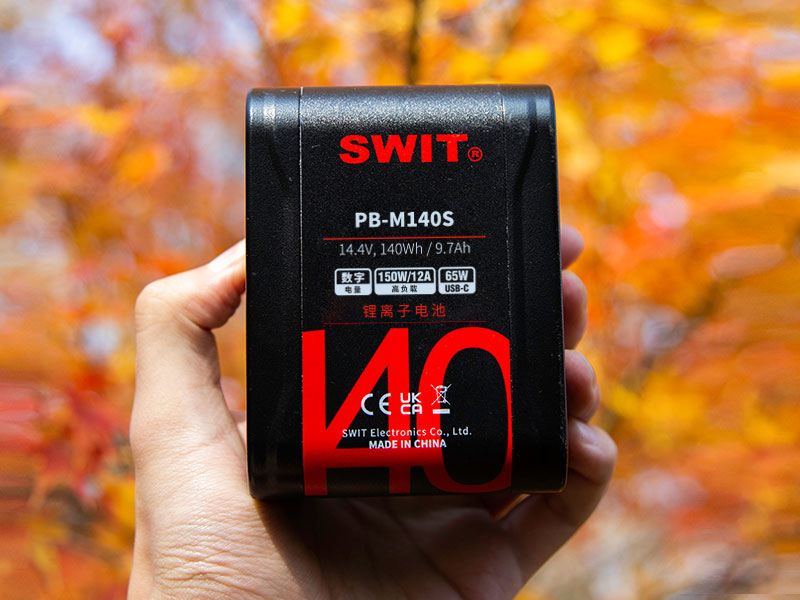 SWIT®
PB-M140S
14.4V, 140Wh / 9.7Ah
数字 150W/12A 65W
电量 高负载 USB-C
锂离子电池
140
CE UK CA
SWIT Electronics Co., Ltd.
MADE IN CHINA